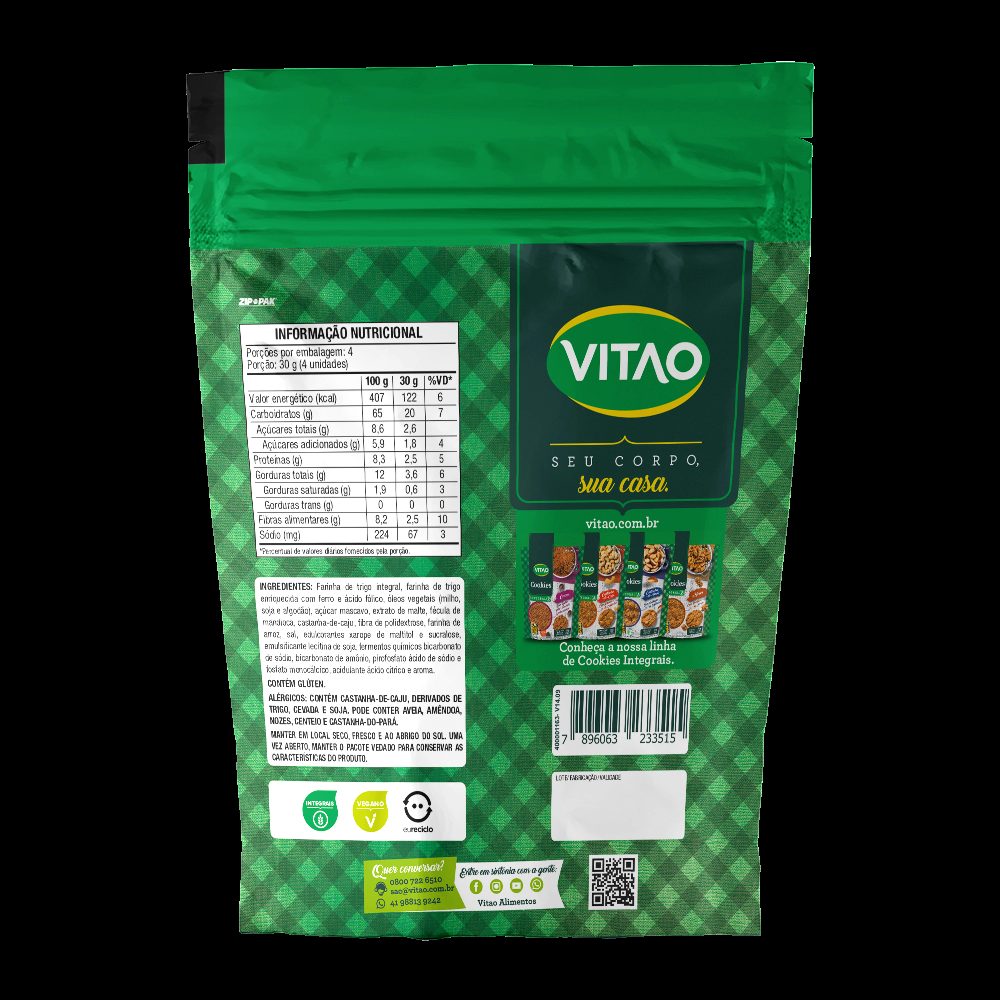 ZIP PAK
INFORMAÇÃO NUTRICIONAL
Porções por embalagem: 4
Porção: 30 g (4 unidades)
100 g 30 g %VD*
Valor energético (kcal) 407 122 6
Carboidratos (g) 65 20 7
Açúcares totais (g) 8,6 2,6
Açúcares adicionados (g) 5,9 1,8 4
Proteínas (g) 8,3 2,5 5
Gorduras totais (g) 12 3,6 6
Gorduras saturadas (g) 1,9 0,6 3
Gorduras trans (g) 0 0 0
Fibras alimentares (g) 8,2 2,5 10
Sódio (mg) 224 67 3
*Percentual de valores diários fornecidos pela porção.
INGREDIENTES: Farinha de trigo integral, farinha de trigo
enriquecida com ferro e ácido fólico, óleos vegetais (milho,
soja e algodão), açúcar mascavo, extrato de malte, fécula de
mandioca, castanha-de-caju, fibra de polidextrose, farinha de
arroz, sal, edulcorantes xarope de maltitol e sucralose,
emulsificante lecitina de soja, fermentos químicos bicarbonato
de sódio, bicarbonato de amônio, pirofosfato ácido de sódio e
fosfato monocálcico, acidulante ácido cítrico e aroma.
CONTÉM GLÚTEN.
ALÉRGICOS: CONTÉM CASTANHA-DE-CAJU, DERIVADOS DE
TRIGO, CEVADA E SOJA. PODE CONTER AVEIA, AMÊNDOA,
NOZES, CENTEIO E CASTANHA-DO-PARÁ.
MANTER EM LOCAL SECO, FRESCO E AO ABRIGO DO SOL. UMA
VEZ ABERTO, MANTER O PACOTE VEDADO PARA CONSERVAR AS
CARACTERÍSTICAS DO PRODUTO.
INTEGRAIS
VEGANO
eureciclo
VITAO
SEU CORPO,
sua casa.
vitao.com.br
VITAO
Cookies
Conheça a nossa linha
de Cookies Integrais.
400001163- V14.09
7 896063 233515
LOTE/FABRICAÇÃO/VALIDADE
Quer conversar?
0800 722 6510
sac@vitao.com.br
41 98813 9242
Entre em sintonia com a gente:
Vitao Alimentos